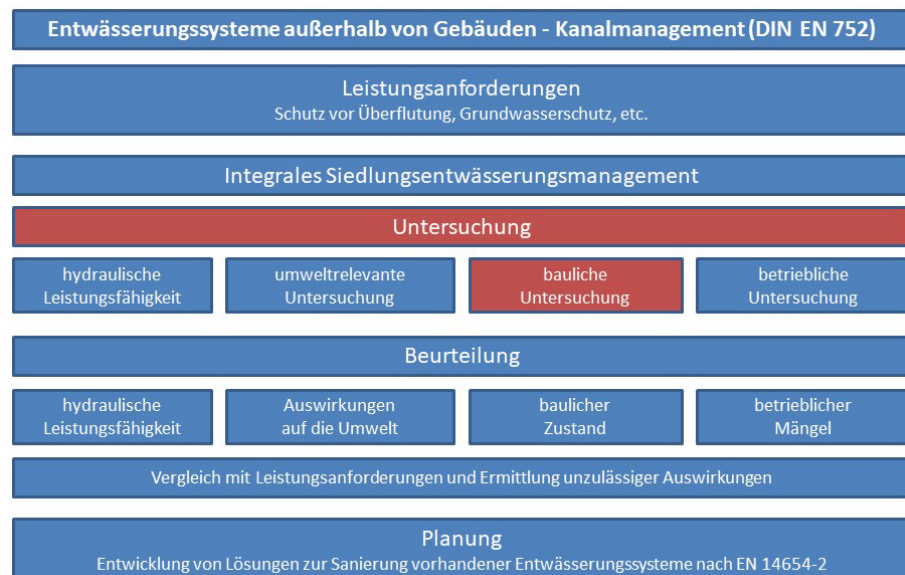 Entwässerungssysteme außerhalb von Gebäuden - Kanalmanagement (DIN EN 752)
Leistungsanforderungen
Schutz vor Überflutung, Grundwasserschutz, etc.
Integrales Siedlungsentwässerungsmanagement
Untersuchung
hydraulische
Leistungsfähigkeit
umweltrelevante
Untersuchung
bauliche
Untersuchung
betriebliche
Untersuchung
Beurteilung
hydraulische
Leistungsfähigkeit
Auswirkungen
auf die Umwelt
baulicher
Zustand
betrieblicher
Mängel
Vergleich mit Leistungsanforderungen und Ermittlung unzulässiger Auswirkungen
Planung
Entwicklung von Lösungen zur Sanierung vorhandener Entwässerungssysteme nach EN 14654-2